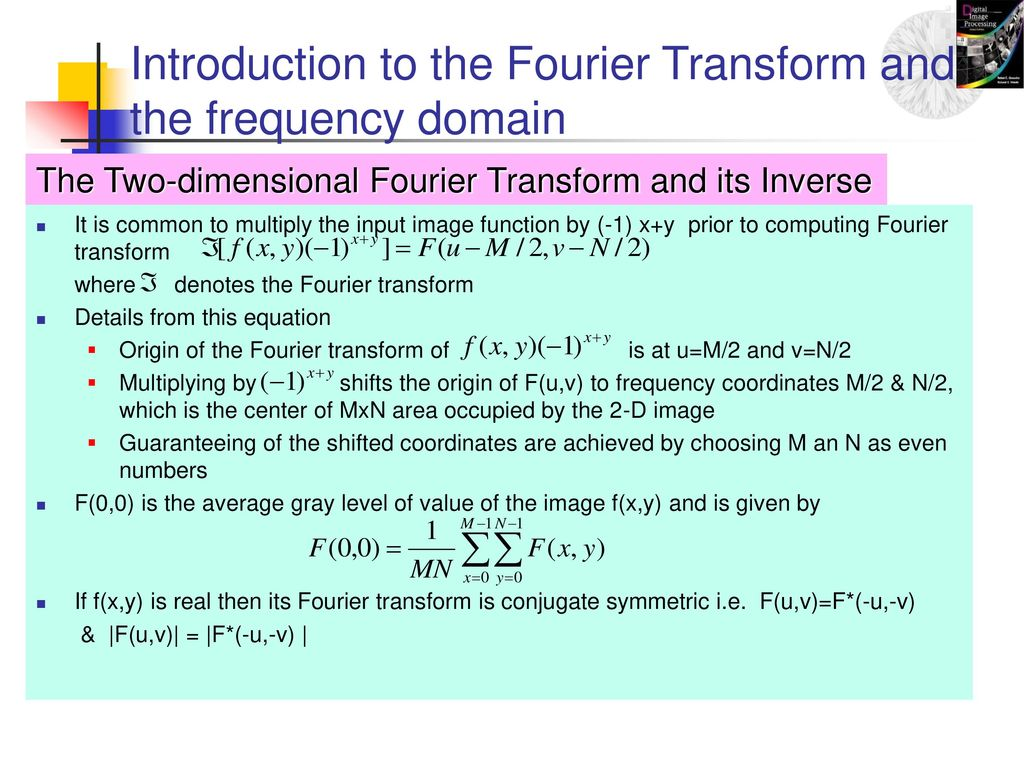 Introduction to the Fourier Transform and
the frequency domain
Digital
Image
Processing
The Two-dimensional Fourier Transform and its Inverse
It is common to multiply the input image function by (-1) x+y prior to computing Fourier
transform ℑ[f(x, y)(−1)^{x+y}] = F(u − M / 2, v − N / 2)
where ℑ denotes the Fourier transform
Details from this equation
Origin of the Fourier transform of f(x, y)(−1)^{x+y} is at u=M/2 and v=N/2
Multiplying by (−1)^{x+y} shifts the origin of F(u,v) to frequency coordinates M/2 & N/2,
which is the center of MxN area occupied by the 2-D image
Guaranteeing of the shifted coordinates are achieved by choosing M an N as even
numbers
F(0,0) is the average gray level of value of the image f(x,y) and is given by
F(0,0) = 1/MN ∑_{x=0}^{M−1} ∑_{y=0}^{N−1} F(x, y)
If f(x,y) is real then its Fourier transform is conjugate symmetric i.e. F(u,v)=F*(-u,-v)
& |F(u,v)| = |F*(-u,-v) |